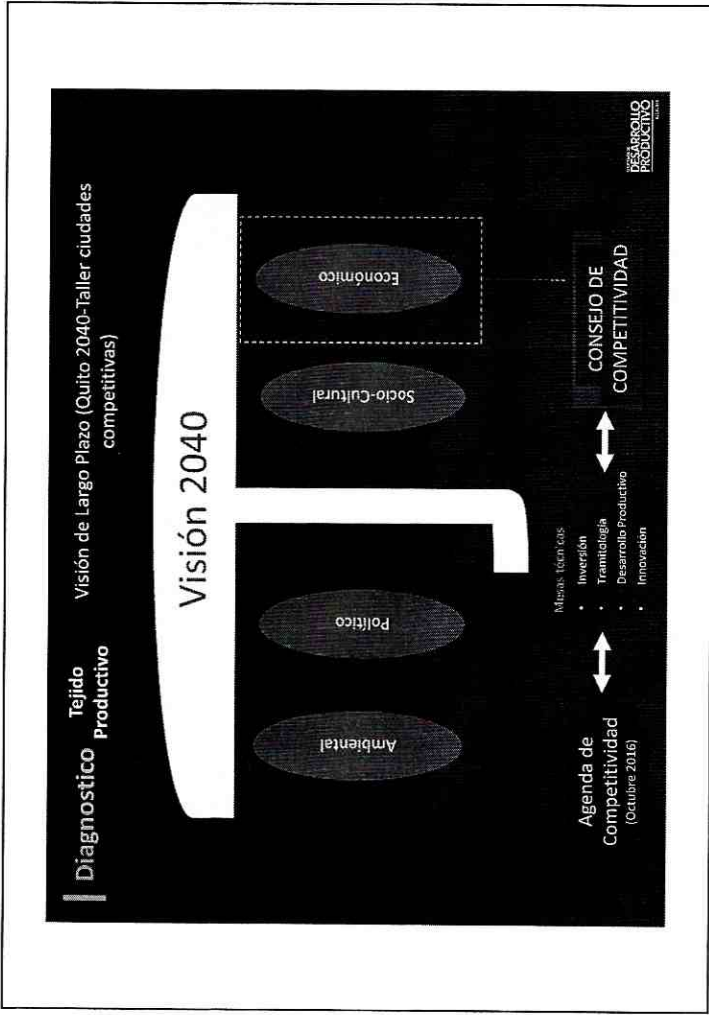 Diagnostico
Tejido
Productivo
Visión de Largo Plazo (Quito 2040-Taller ciudades
competitivas)
Visión 2040
Ambiental
Político
Socio-Cultural
Económico
Agenda de
Competitividad
(Octubre 2016)
Mesas técnicas
• Inversión
• Tramitología
• Desarrollo Productivo
• Innovación
CONSEJO DE
COMPETITIVIDAD
DESARROLLO
PRODUCTIVO